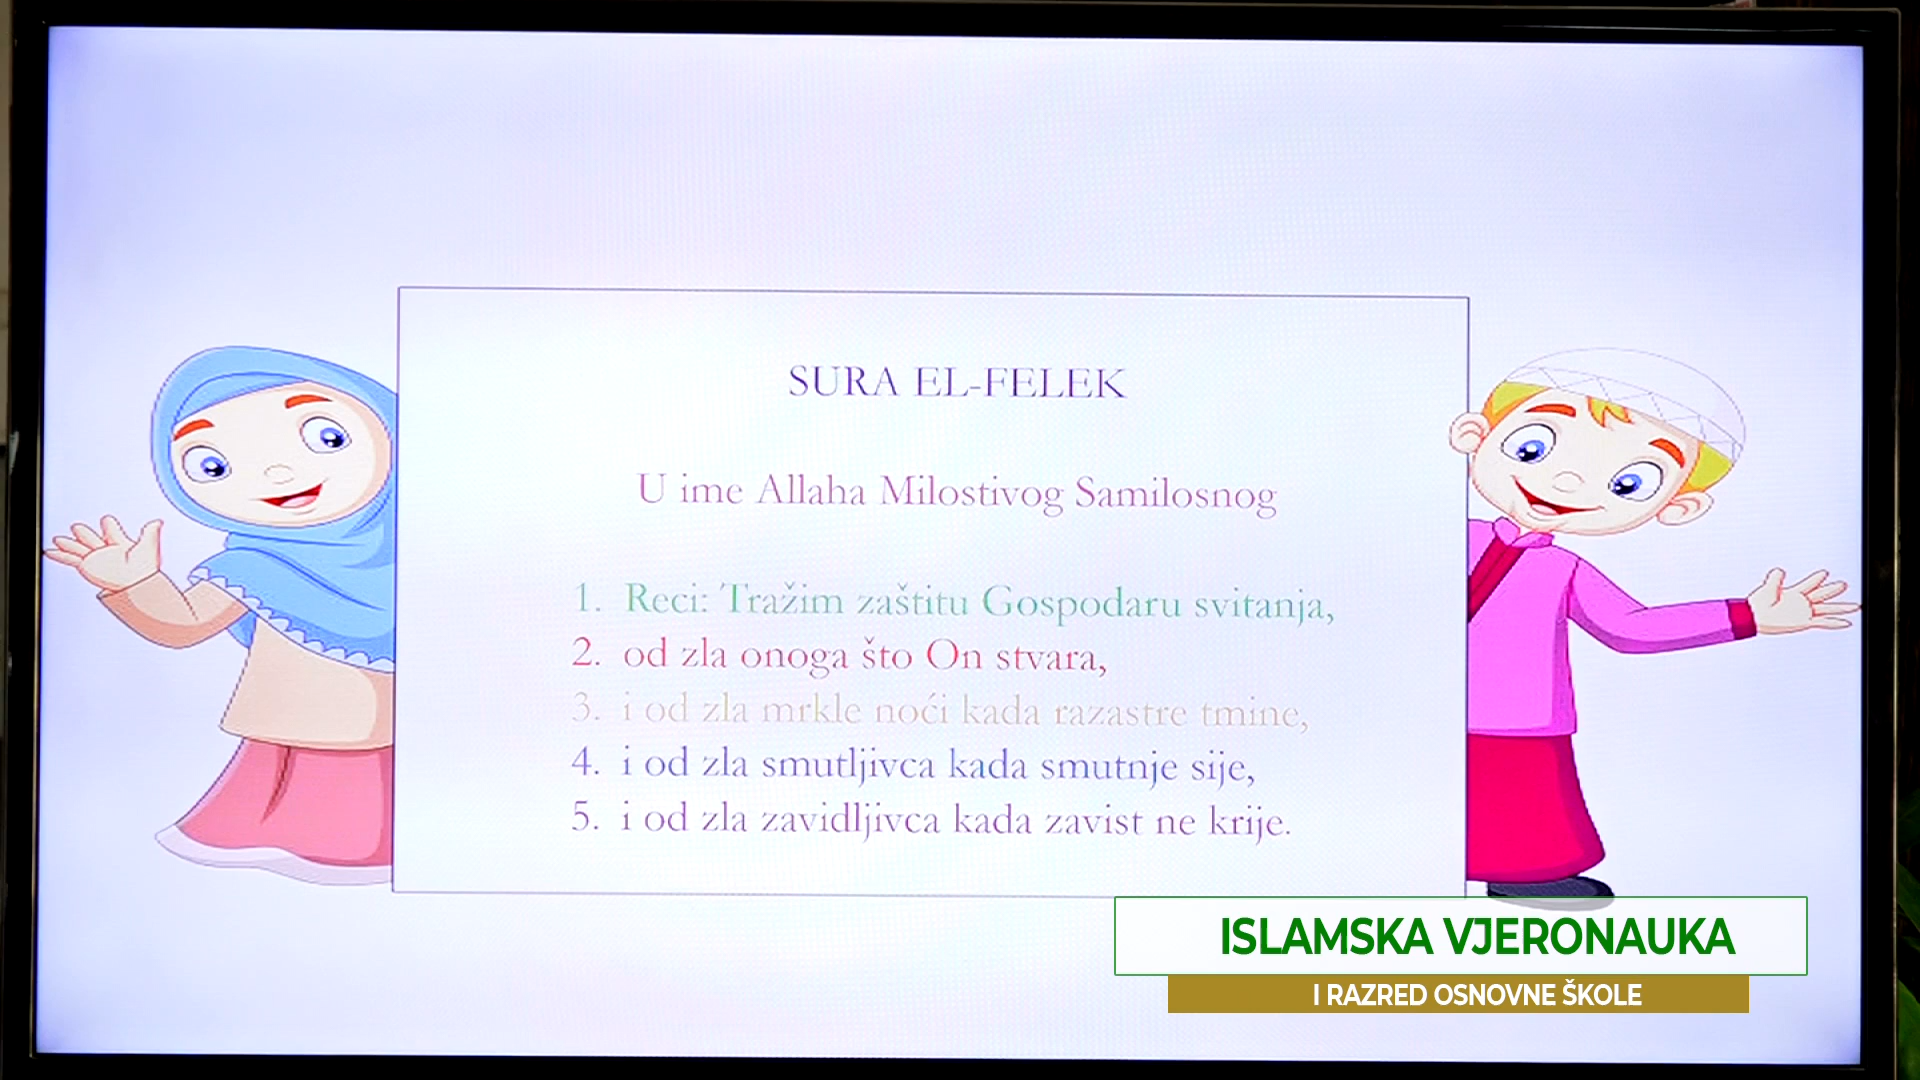 SURA EL-FELEK
U ime Allaha Milostivog Samilosnog
1. Reci: Tražim zaštitu Gospodaru svitanja,
2. od zla onoga što On stvara,
3. i od zla mrkle noći kada razastre tmine,
4. i od zla smutljivca kada smutnje sije,
5. i od zla zavidljivca kada zavist ne krije.
ISLAMSKA VJERONAUKA
I RAZRED OSNOVNE ŠKOLE